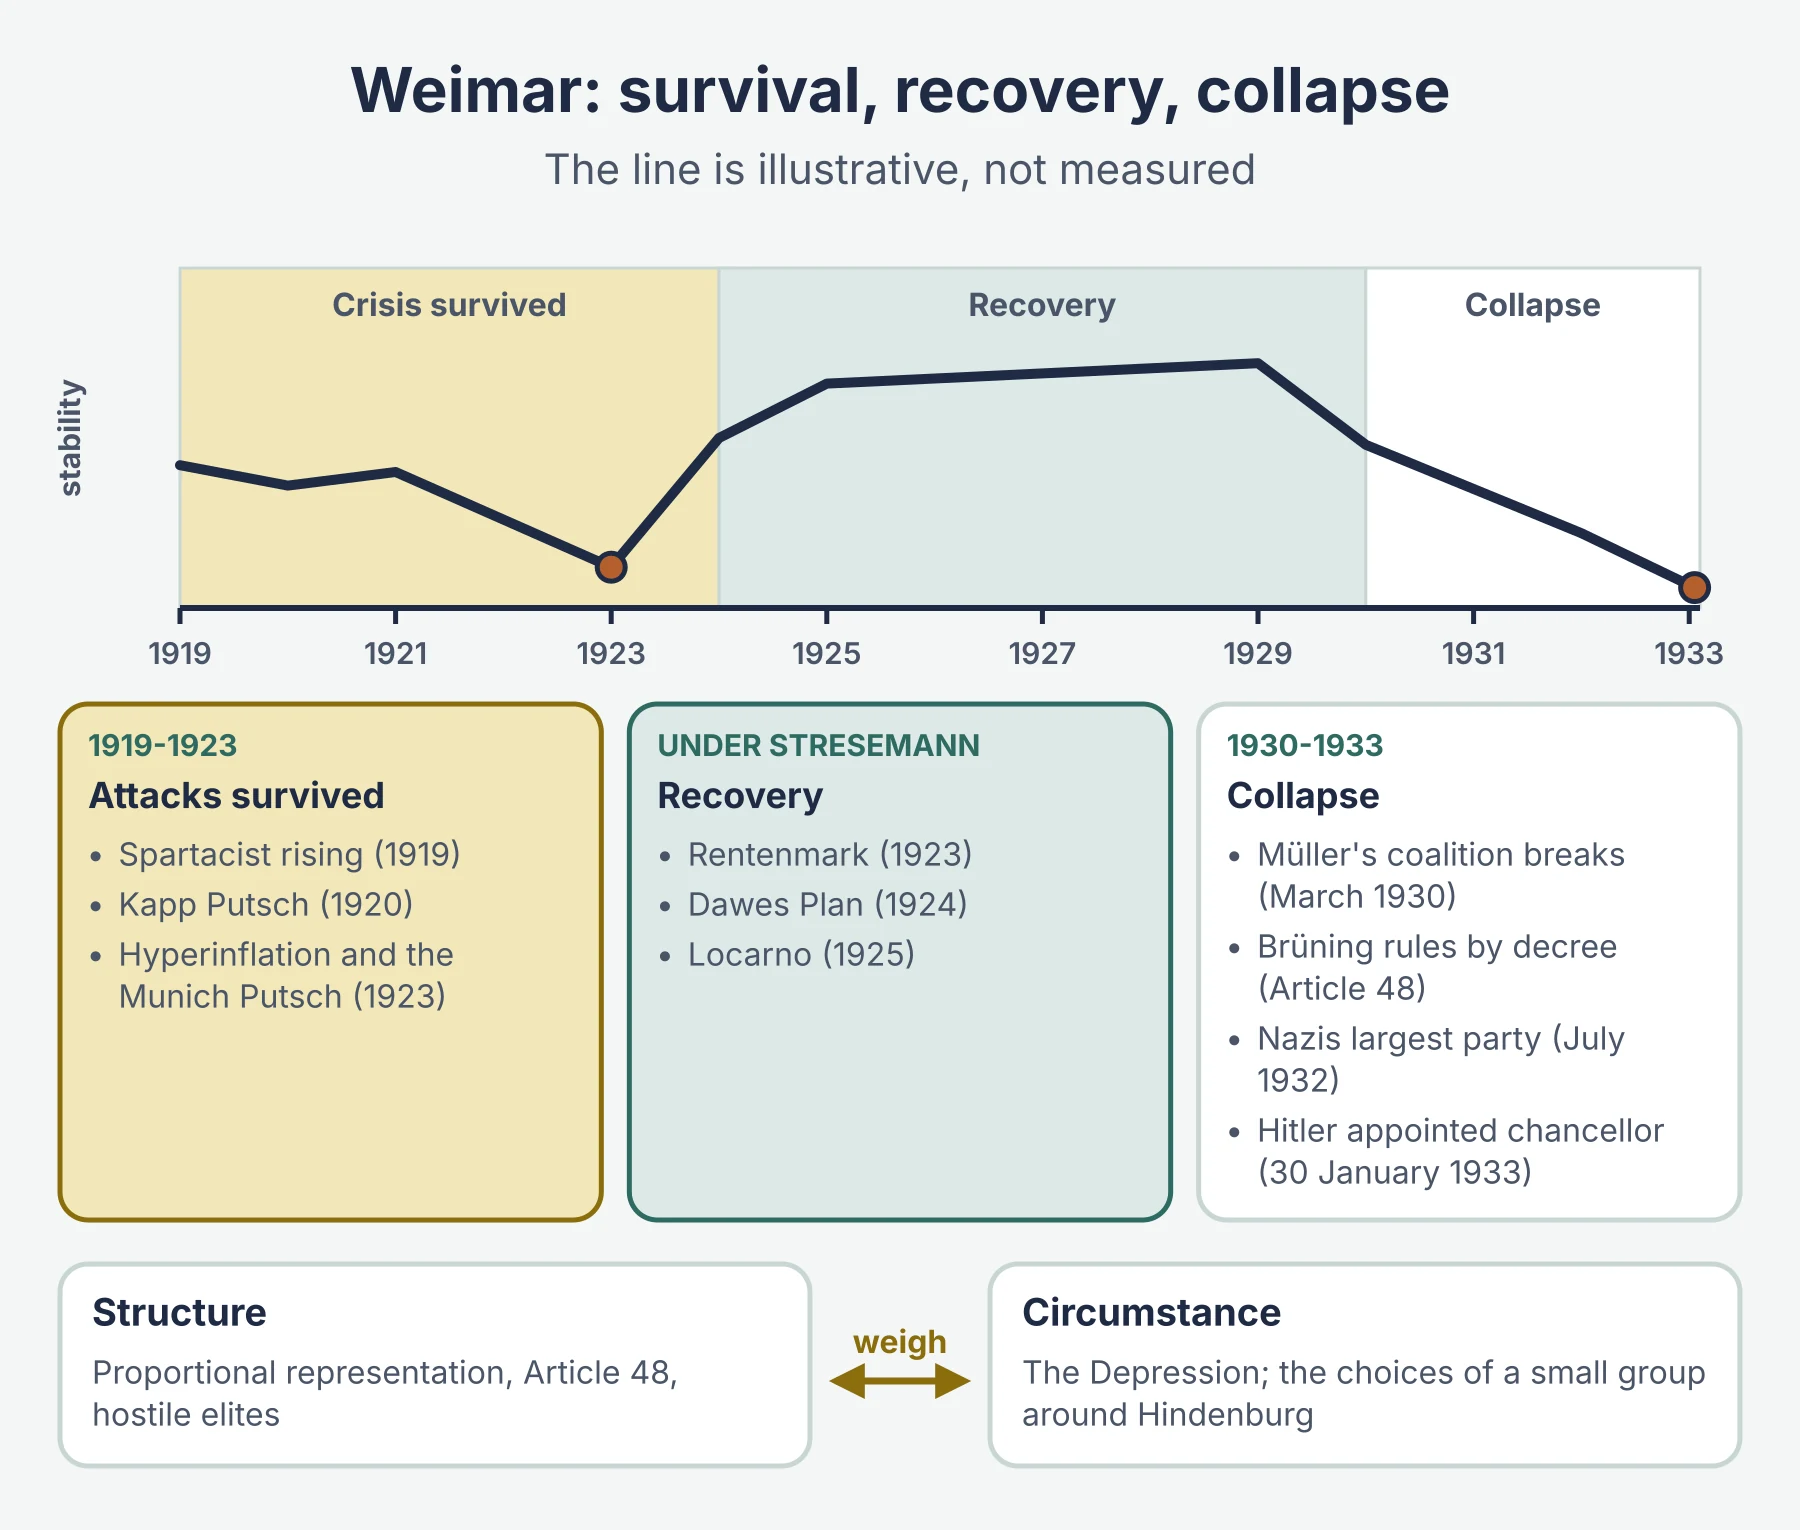 Weimar: survival, recovery, collapse
The line is illustrative, not measured
Crisis survived
Recovery
Collapse
stability
1919
1921
1923
1925
1927
1929
1931
1933
1919-1923
Attacks survived
• Spartacist rising (1919)
• Kapp Putsch (1920)
• Hyperinflation and the
Munich Putsch (1923)
UNDER STRESEMANN
Recovery
• Rentenmark (1923)
• Dawes Plan (1924)
• Locarno (1925)
1930-1933
Collapse
• Müller's coalition breaks
(March 1930)
• Brüning rules by decree
(Article 48)
• Nazis largest party (July
1932)
• Hitler appointed chancellor
(30 January 1933)
Structure
Proportional representation, Article 48,
hostile elites
weigh
Circumstance
The Depression; the choices of a small group
around Hindenburg